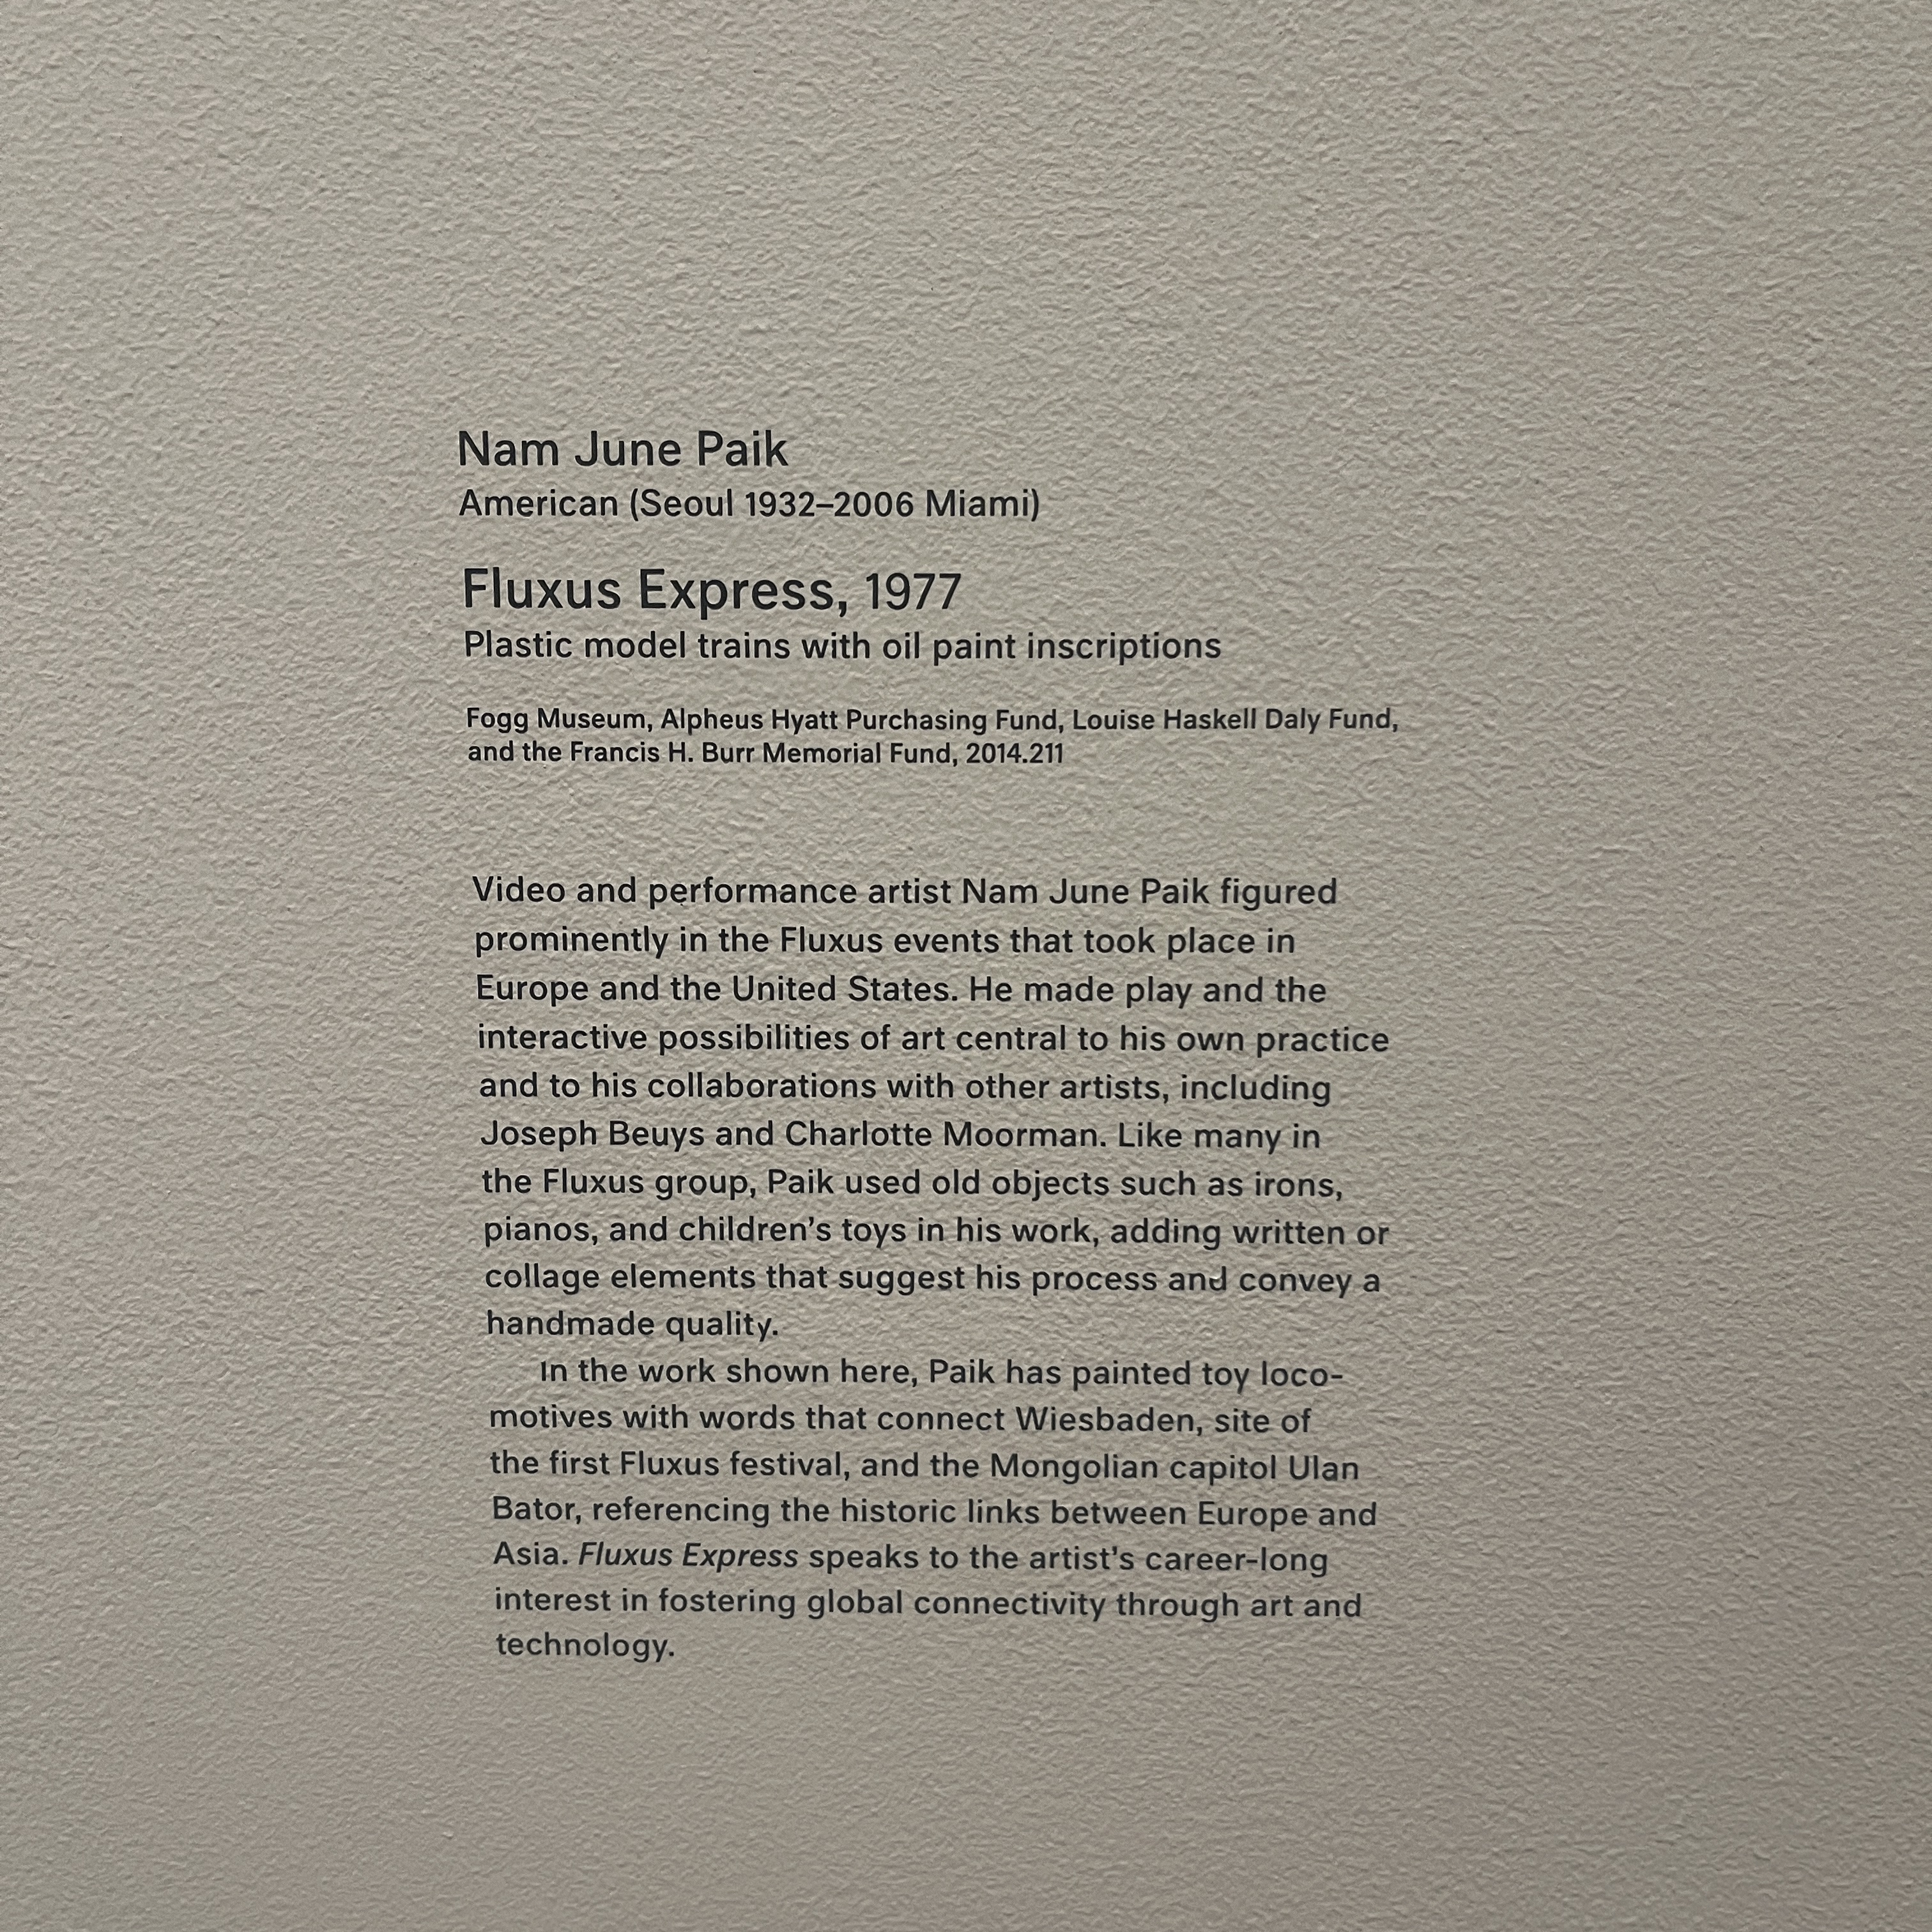 Nam June Paik
American (Seoul 1932–2006 Miami)
Fluxus Express, 1977
Plastic model trains with oil paint inscriptions
Fogg Museum, Alpheus Hyatt Purchasing Fund, Louise Haskell Daly Fund,
and the Francis H. Burr Memorial Fund, 2014.211
Video and performance artist Nam June Paik figured
prominently in the Fluxus events that took place in
Europe and the United States. He made play and the
interactive possibilities of art central to his own practice
and to his collaborations with other artists, including
Joseph Beuys and Charlotte Moorman. Like many in
the Fluxus group, Paik used old objects such as irons,
pianos, and children’s toys in his work, adding written or
collage elements that suggest his process and convey a
handmade quality.
In the work shown here, Paik has painted toy loco-
motives with words that connect Wiesbaden, site of
the first Fluxus festival, and the Mongolian capitol Ulan
Bator, referencing the historic links between Europe and
Asia. Fluxus Express speaks to the artist’s career-long
interest in fostering global connectivity through art and
technology.